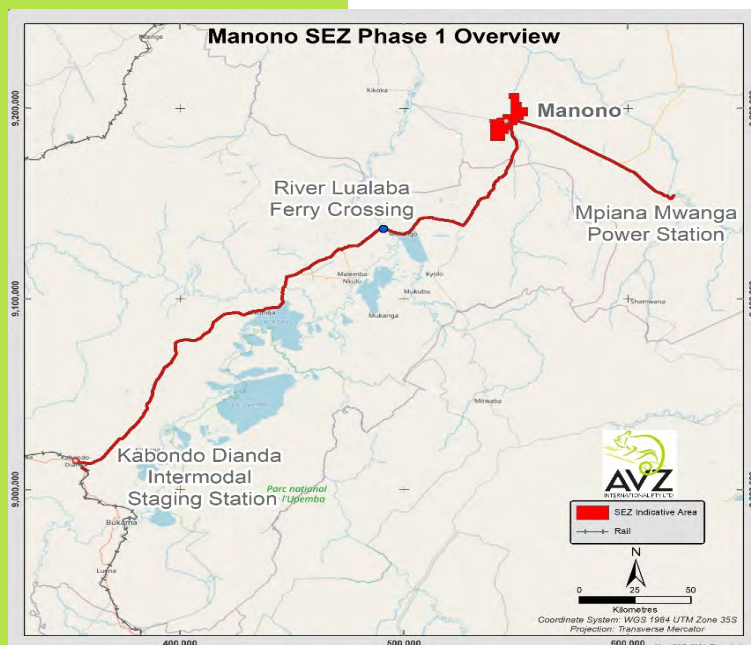 Manono SEZ Phase 1 Overview
9,200,000
Kikoka
Manono
River Lualaba
Ferry Crossing
Mpiana Mwanga
Power Station
Malemba
Nkulu
Kyolo
Mukubu
Mukanga
9,100,000
Shamwana
Mitwaba
Kabondo Dianda
Intermodal
Staging Station
Kabondo
Dianda
Parc national
de l'Upemba
9,000,000
Bukama
Luena
AVZ
INTERNATIONAL PTY LTD
SEZ Indicative Area
Rail
N
0 25 50
Kilometres
Coordinate System: WGS 1984 UTM Zone 35S
Projection: Transverse Mercator
400,000 500,000 600,000